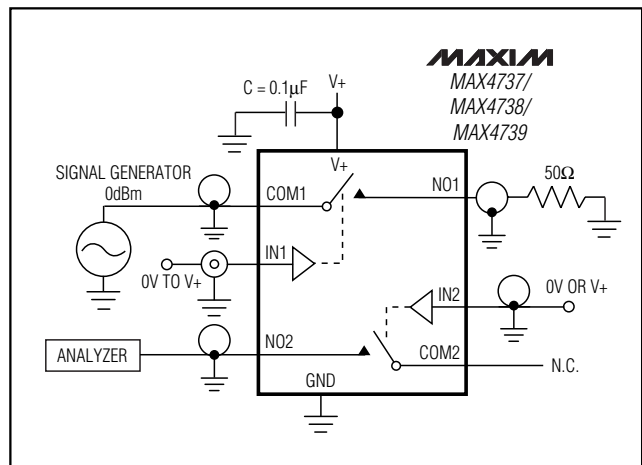 MAXIM
MAX4737/
MAX4738/
MAX4739
C = 0.1µF
V+
V+
SIGNAL GENERATOR
0dBm
COM1
NO1
50Ω
IN1
0V TO V+
IN2
0V OR V+
NO2
COM2
ANALYZER
N.C.
GND